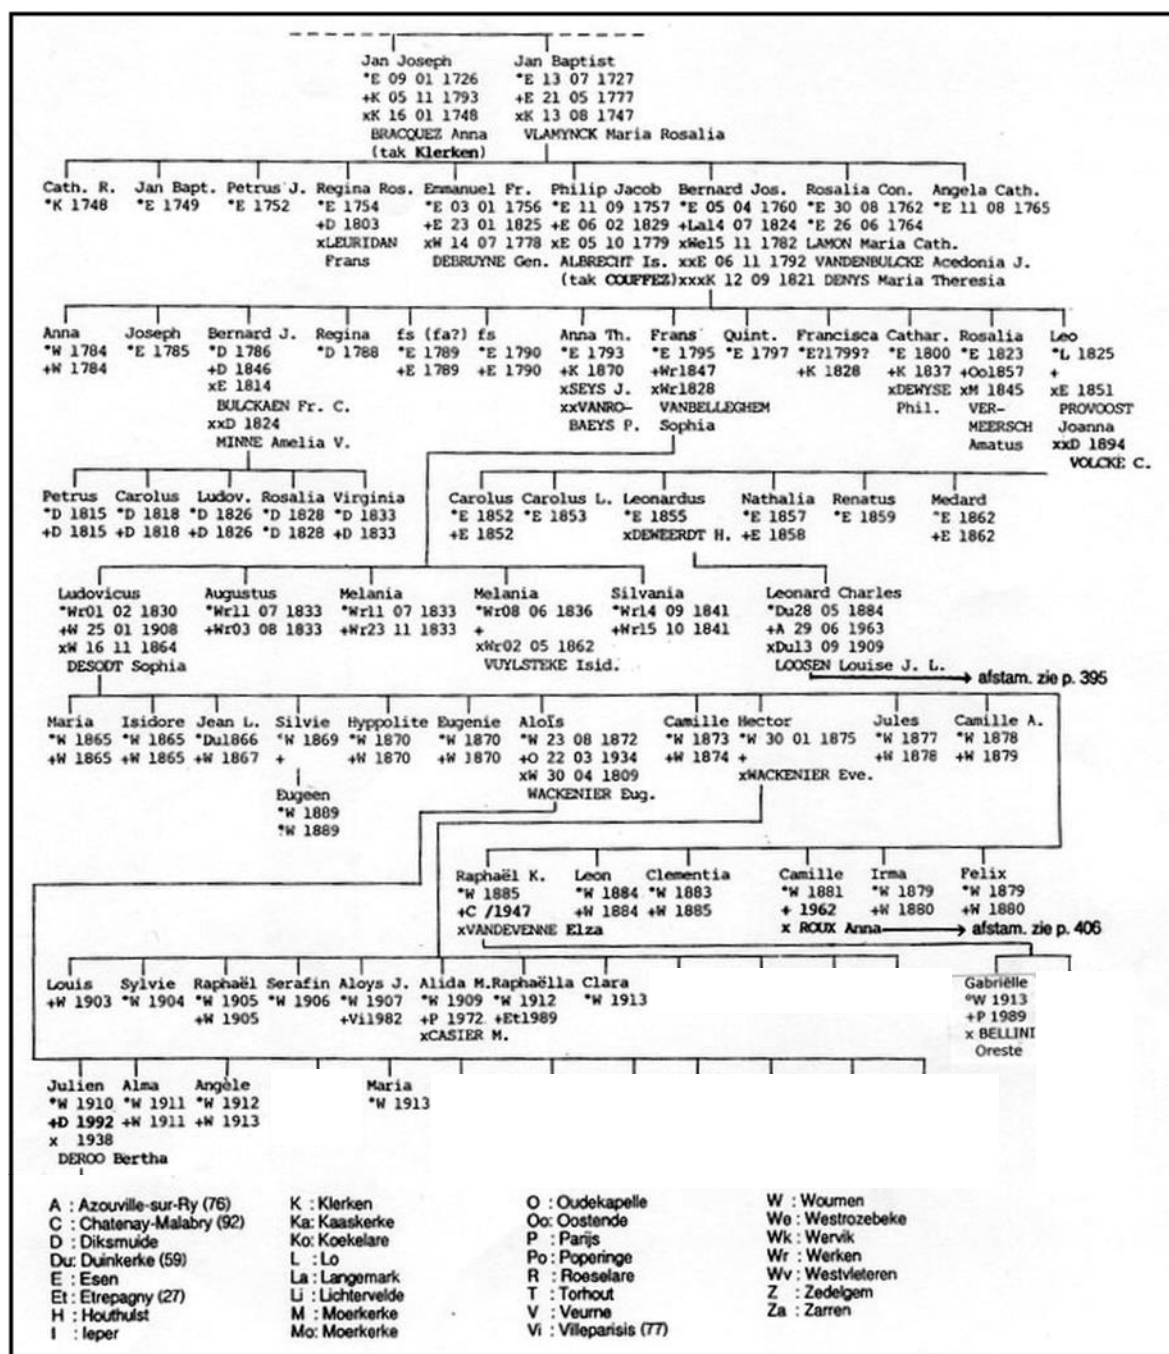 Jan Joseph Jan Baptist
*E 09 01 1726 *E 13 07 1727
+K 05 11 1793 +E 21 05 1777
xK 16 01 1748 xK 13 08 1747
BRACQUEZ Anna VLAMYNCK Maria Rosalia
(tak Klerken)
Cath. R. Jan Bapt. Petrus J. Regina Ros. Emmanuel Fr. Philip Jacob Bernard Jos. Rosalia Con. Angela Cath.
*K 1748 *E 1749 *E 1752 *E 1754 *E 03 01 1756 *E 11 09 1757 *E 05 04 1760 *E 30 08 1762 *E 11 08 1765
+D 1803 +E 23 01 1825 +E 06 02 1829 +La14 07 1824 *E 26 06 1764
xLEURIDAN xW 14 07 1778 xE 05 10 1779 xWe15 11 1782 LAMON Maria Cath.
Frans DEBRUYNE Gen. ALBRECHT Is. xxE 06 11 1792 VANDENBULCKE Acedonia J.
(tak COUFFEZ) xxxK 12 09 1821 DENYS Maria Theresia
Anna Joseph Bernard J. Regina fs (fa?) fs Anna Th. Frans Quint. Francisca Cathar. Rosalia Leo
*W 1784 *E 1785 *D 1786 *D 1788 *E 1789 *E 1790 *E 1793 *E 1795 *E 1797 *E?1799? *E 1800 *E 1823 *L 1825
+W 1784 +D 1846 +E 1789 +E 1790 +K 1870 +Wr1847 +K 1828 +K 1837 +Oo1857 +
xE 1814 xSEYS J. xWr1828 xDEWYSE xM 1845 xE 1851
BULCKAEN Fr. C. xxVANRO- VANBELLEGHEM Phil. VER- PROVOOST
xxD 1824 BAEYS P. Sophia MEERSCH Joanna
MINNE Amelia V. Amatus xxD 1894
VOLCKE C.
Petrus Carolus Ludov. Rosalia Virginia Carolus Carolus L. Leonardus Nathalia Renatus Medard
*D 1815 *D 1818 *D 1826 *D 1828 *D 1833 *E 1852 *E 1853 *E 1855 *E 1857 *E 1859 *E 1862
+D 1815 +D 1818 +D 1826 *D 1828 +D 1833 +E 1852 xDEWEERDT H. +E 1858 +E 1862
Ludovicus Augustus Melania Melania Silvania Leonard Charles
*Wr01 02 1830 *Wr11 07 1833 *Wr11 07 1833 *Wr08 06 1836 *Wr14 09 1841 *Du28 05 1884
+W 25 01 1908 +Wr03 08 1833 +Wr23 11 1833 + +Wr15 10 1841 +A 29 06 1963
xW 16 11 1864 xWr02 05 1862 xDu13 09 1909
DESODT Sophia VUYLSTEKE Isid. LOOSEN Louise J. L.
afstam. zie p. 395
Maria Isidore Jean L. Silvie Hyppolite Eugenie Aloïs Camille Hector Jules Camille A.
*W 1865 *W 1865 *Du1866 *W 1869 *W 1870 *W 1870 *W 23 08 1872 *W 1873 *W 30 01 1875 *W 1877 *W 1878
+W 1865 +W 1865 +W 1867 + +W 1870 +W 1870 +O 22 03 1934 +W 1874 + +W 1878 +W 1879
xW 30 04 1809 xWACKENIER Eve.
Eugeen WACKENIER Eug.
*W 1889
*W 1889
Raphaël K. Leon Clementia Camille Irma Felix
*W 1885 *W 1884 *W 1883 *W 1881 *W 1879 *W 1879
+C /1947 +W 1884 +W 1885 + 1962 +W 1880 +W 1880
xVANDEVENNE Elza x ROUX Anna afstam. zie p. 406
Louis Sylvie Raphaël Serafin Aloys J. Alida M. Raphaëlla Clara Gabriëlle
+W 1903 *W 1904 *W 1905 *W 1906 *W 1907 *W 1909 *W 1912 *W 1913 °W 1913
+W 1905 +Vi1982 +P 1972 +Et1989 +P 1989
xCASIER M. x BELLINI
Oreste
Julien Alma Angèle Maria
*W 1910 *W 1911 *W 1912 *W 1913
+D 1992 +W 1911 +W 1913
x 1938
DEROO Bertha
A : Azouville-sur-Ry (76) K : Klerken O : Oudekapelle W : Woumen
C : Chatenay-Malabry (92) Ka: Kaaskerke Oo: Oostende We : Westrozebeke
D : Diksmuide Ko: Koekelare P : Parijs Wk : Wervik
Du: Duinkerke (59) L : Lo Po : Poperinge Wr : Werken
E : Esen La : Langemark R : Roeselare Wv : Westvleteren
Et : Etrepagny (27) Li : Lichtervelde T : Torhout Z : Zedelgem
H : Houthulst M : Moerkerke V : Veurne Za : Zarren
I : Ieper Mo: Moerkerke Vi : Villeparisis (77)